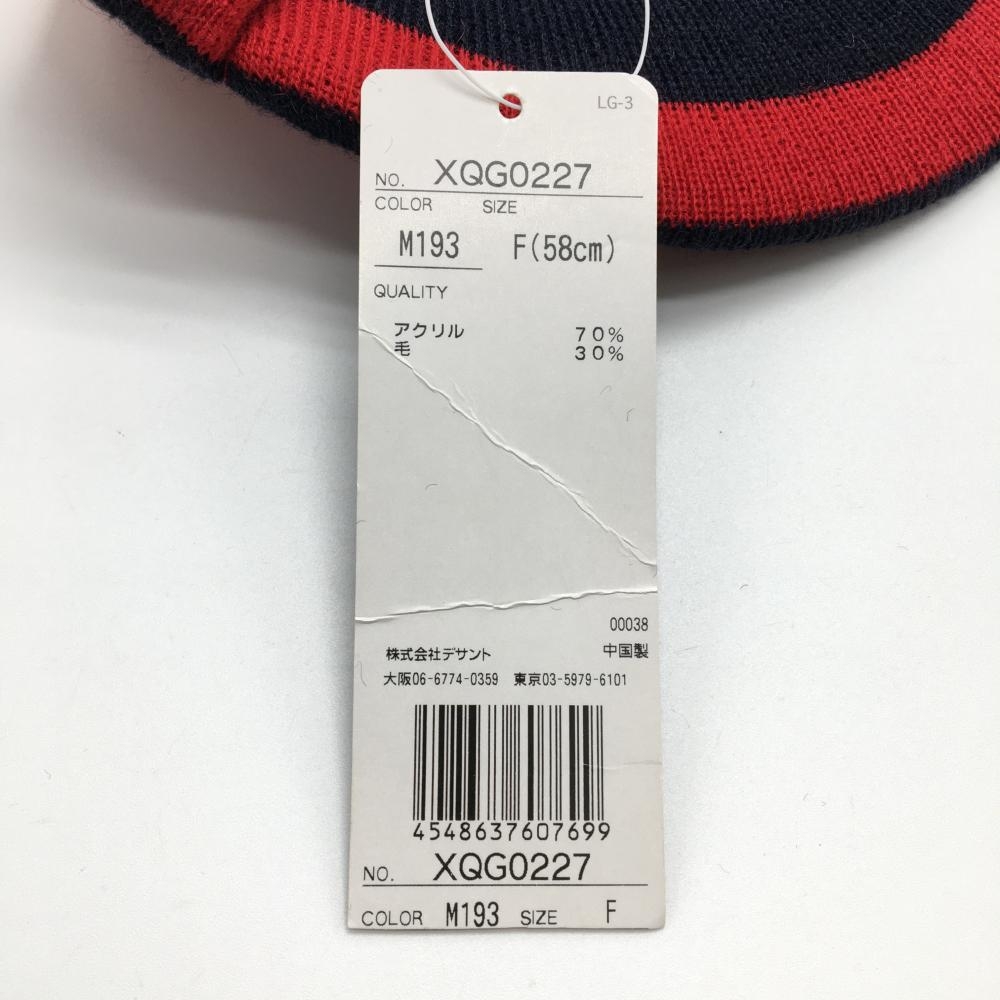 LG-3
NO. XQG0227
COLOR SIZE
M193 F(58cm)
QUALITY
アクリル 70%
毛 30%
00038
株式会社デサント 中国製
大阪06-6774-0359 東京03-5979-6101
4548637607699
NO. XQG0227
COLOR M193 SIZE F